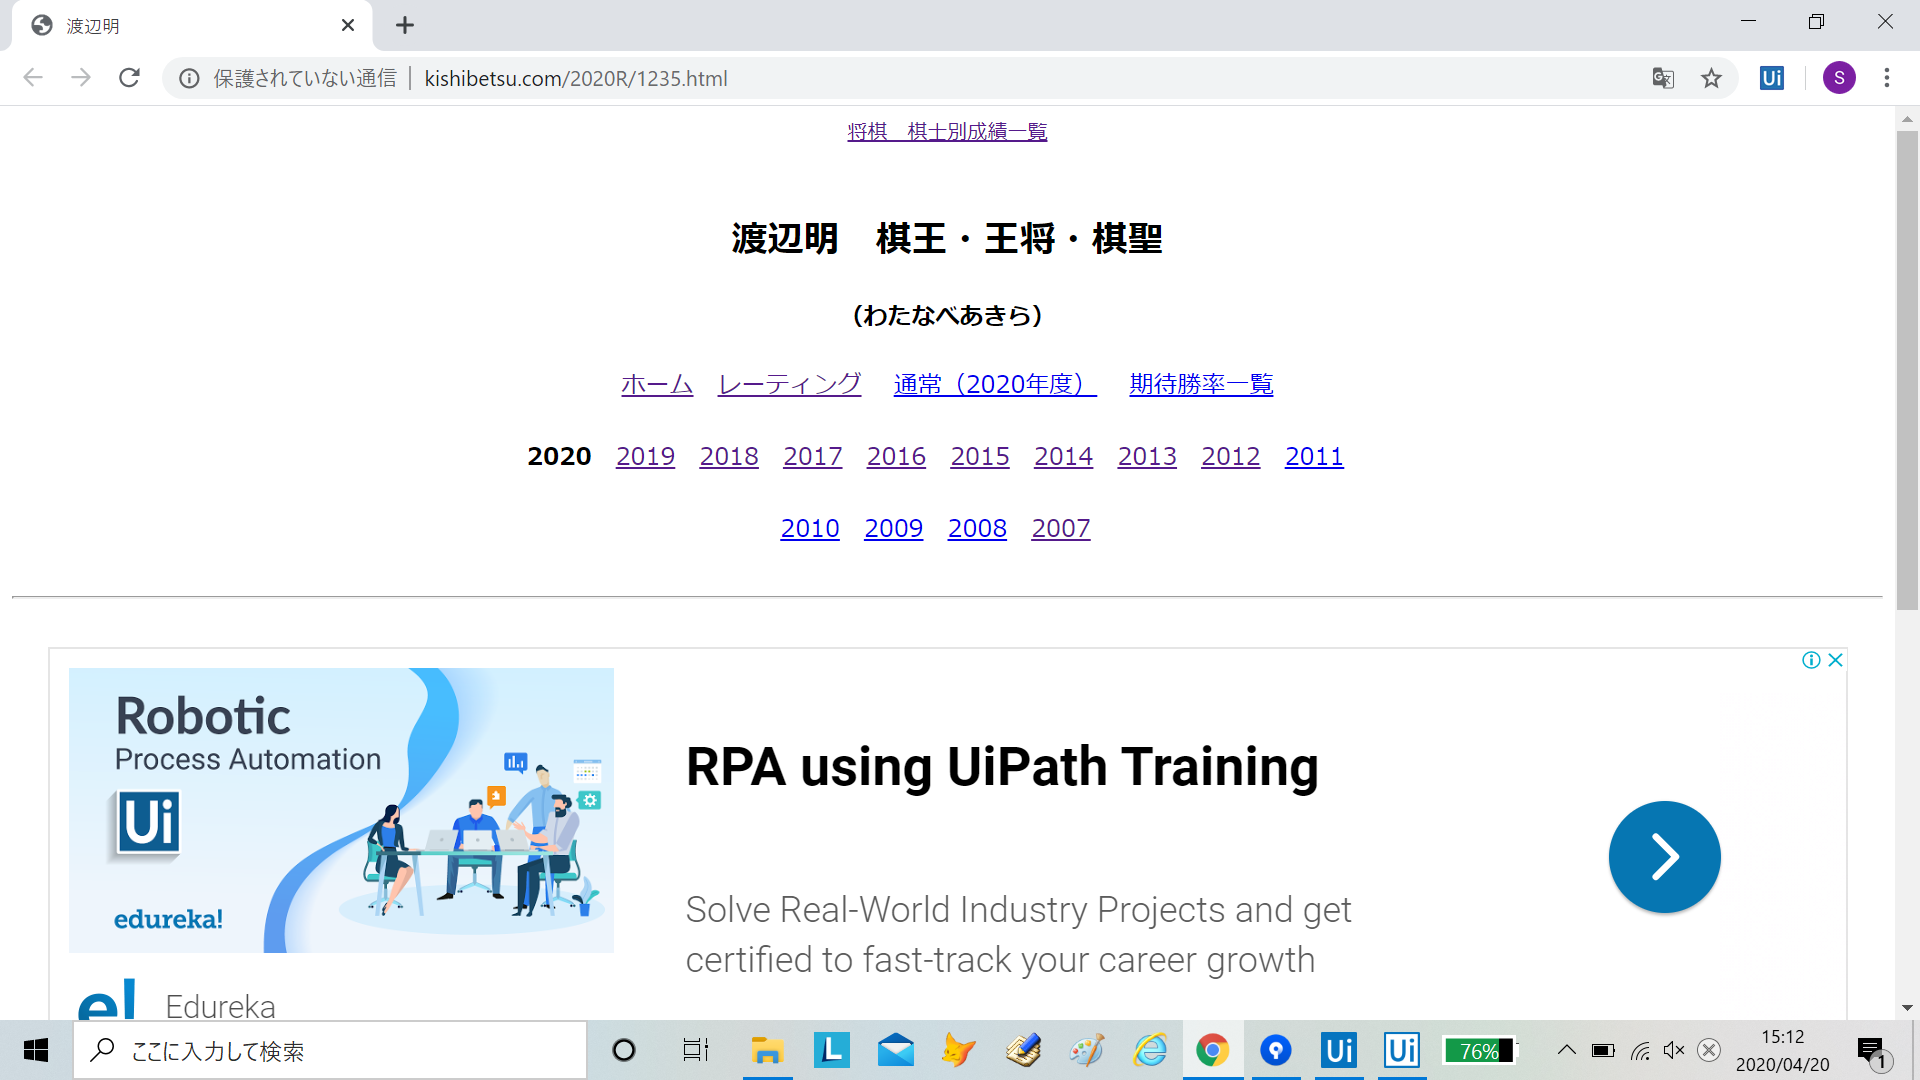 渡辺明
保護されていない通信 | kishibetsu.com/2020R/1235.html
Ui
S
将棋　棋士別成績一覧
渡辺明　棋王・王将・棋聖
（わたなべあきら）
ホーム レーティング 通常（2020年度） 期待勝率一覧
2020 2019 2018 2017 2016 2015 2014 2013 2012 2011
2010 2009 2008 2007
Robotic
Process Automation
Ui
edureka!
RPA using UiPath Training
Solve Real-World Industry Projects and get
certified to fast-track your career growth
e! Edureka
ここに入力して検索
L
Ui
Ui
76%
15:12
2020/04/20
1